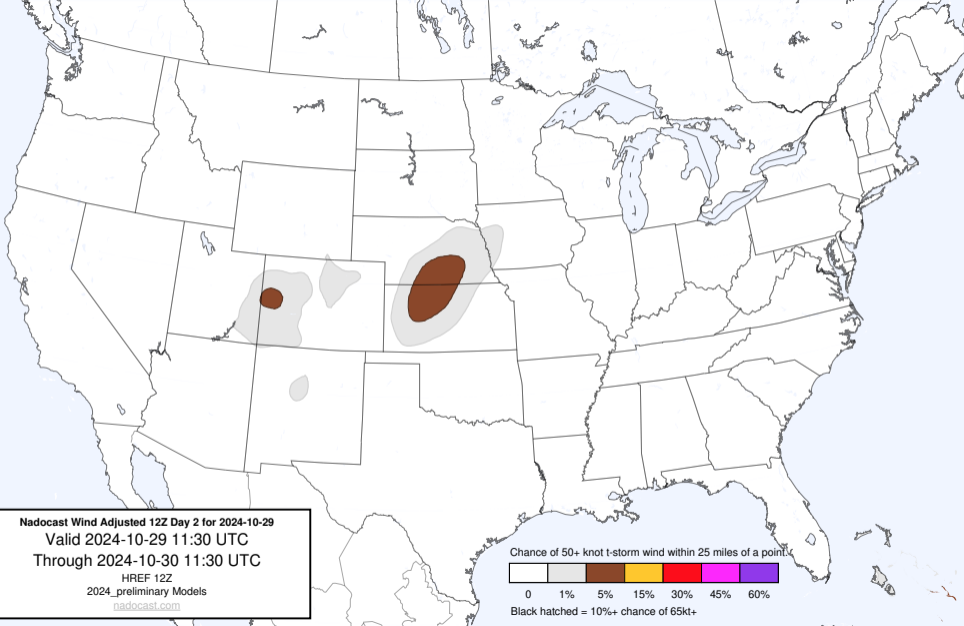 Nadocast Wind Adjusted 12Z Day 2 for 2024-10-29
Valid 2024-10-29 11:30 UTC
Through 2024-10-30 11:30 UTC
HREF 12Z
2024_preliminary Models
nadocast.com
Chance of 50+ knot t-storm wind within 25 miles of a point.
0 1% 5% 15% 30% 45% 60%
Black hatched = 10%+ chance of 65kt+